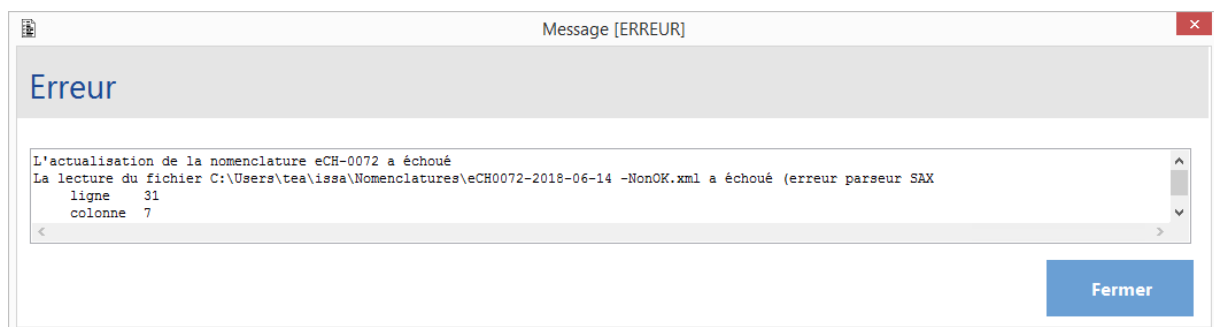 Message [ERREUR]
Erreur
L'actualisation de la nomenclature eCH-0072 a échoué
La lecture du fichier C:\Users\tea\issa\Nomenclatures\eCH0072-2018-06-14 -NonOK.xml a échoué (erreur parseur SAX
ligne 31
colonne 7
Fermer